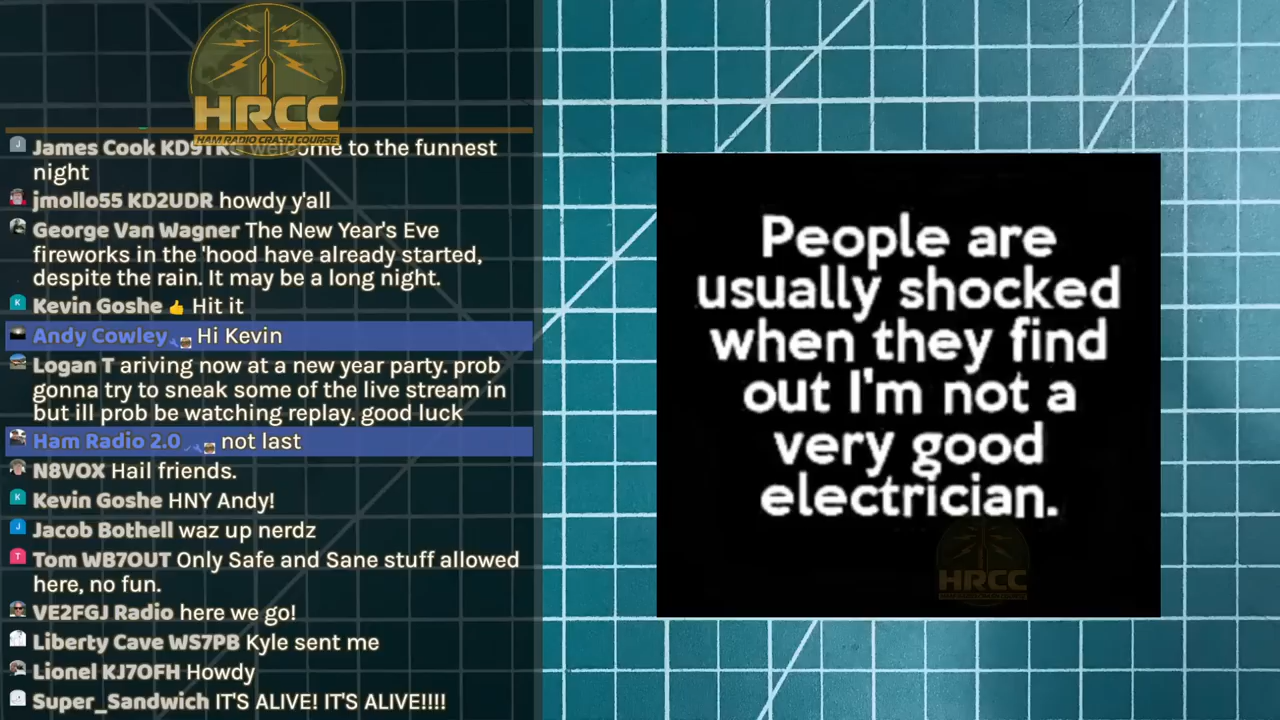 HRCC
HAM RADIO CRASH COURSE
James Cook welcome to the funnest
night
jmollo55 KD2UDR howdy y'all
George Van Wagner The New Year's Eve
fireworks in the 'hood have already started,
despite the rain. It may be a long night.
Kevin Goshe 👍 Hit it
Andy Cowley Hi Kevin
Logan T ariving now at a new year party. prob
gonna try to sneak some of the live stream in
but ill prob be watching replay. good luck
Ham Radio 2.0 not last
N8VOX Hail friends.
Kevin Goshe HNY Andy!
Jacob Bothell waz up nerdz
Tom WB7OUT Only Safe and Sane stuff allowed
here, no fun.
VE2FGJ Radio here we go!
Liberty Cave WS7PB Kyle sent me
Lionel KJ7OFH Howdy
Super_Sandwich IT'S ALIVE! IT'S ALIVE!!!!
People are
usually shocked
when they find
out I'm not a
very good
electrician.
HRCC